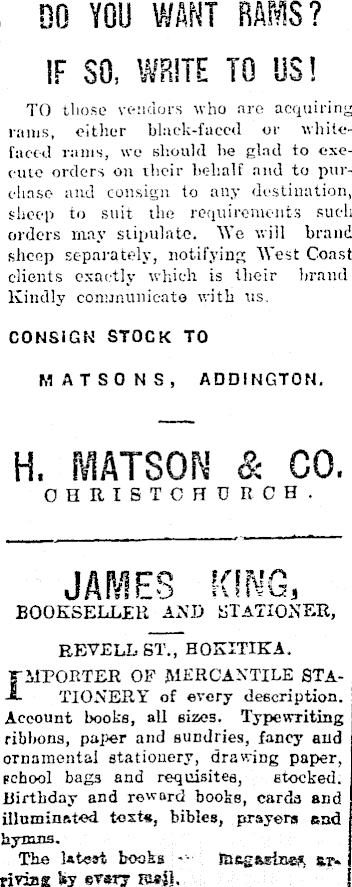 DO YOU WANT RAMS?
IF SO, WRITE TO US!
TO those vendors who are acquiring
rams, either black-faced or white-
faced rams, we should be glad to exe-
cute orders on their behalf and to pur-
chase and consign to any destination,
sheep to suit the requirements such
orders may stipulate. We will brand
sheep separately, notifying West Coast
clients exactly which is their brand
Kindly communicate with us.
CONSIGN STOCK TO
MATSONS, ADDINGTON.
H. MATSON & CO.
CHRISTCHURCH.
JAMES KING,
BOOKSELLER AND STATIONER,
REVELL ST., HOKITIKA.
IMPORTER OF MERCANTILE STA-
TIONERY of every description.
Account books, all sizes. Typewriting
ribbons, paper and sundries, fancy and
ornamental stationery, drawing paper,
school bags and requisites, stocked.
Birthday and reward books, cards and
illuminated texts, bibles, prayers and
hymns.
The latest books magazines ar-
riving by every mail.